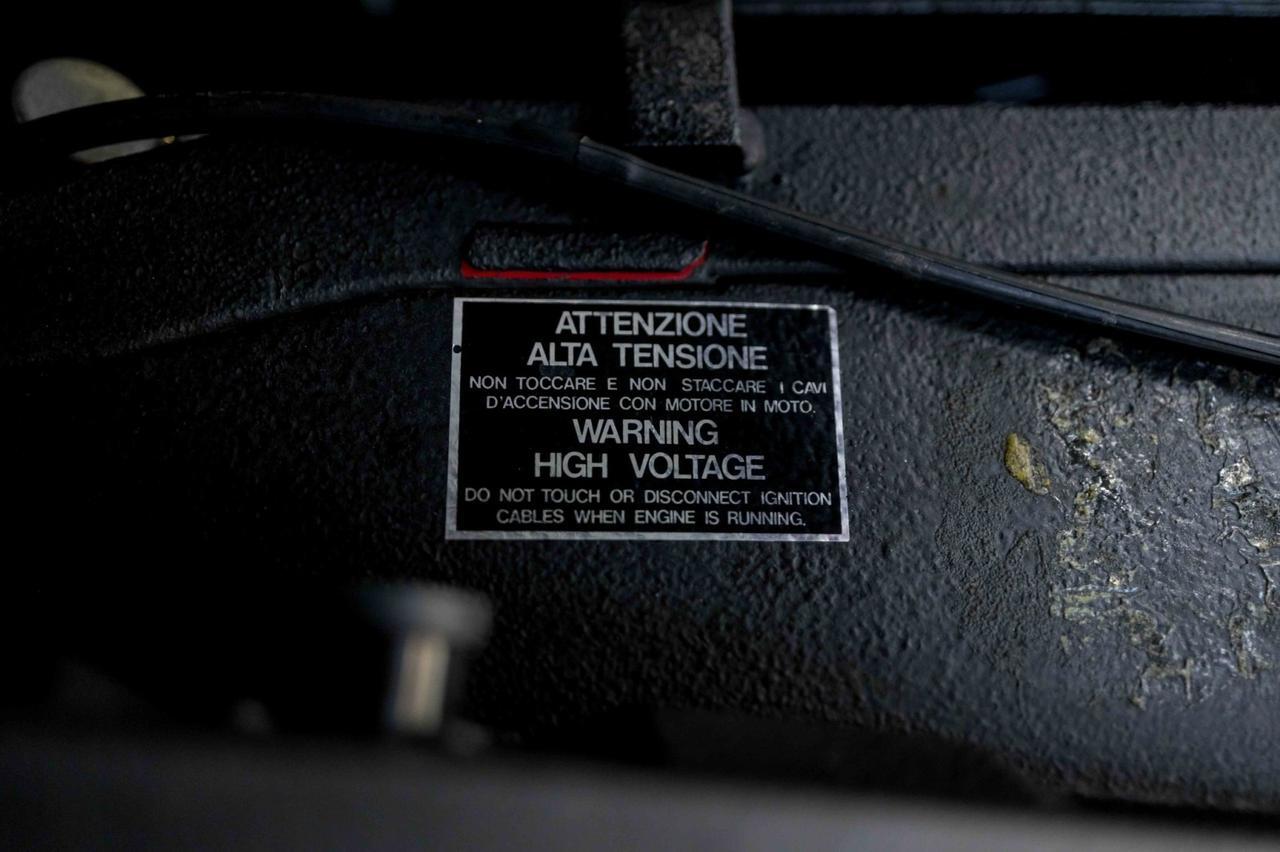 ATTENZIONE
ALTA TENSIONE
NON TOCCARE E NON STACCARE I CAVI
D'ACCENSIONE CON MOTORE IN MOTO.
WARNING
HIGH VOLTAGE
DO NOT TOUCH OR DISCONNECT IGNITION
CABLES WHEN ENGINE IS RUNNING.